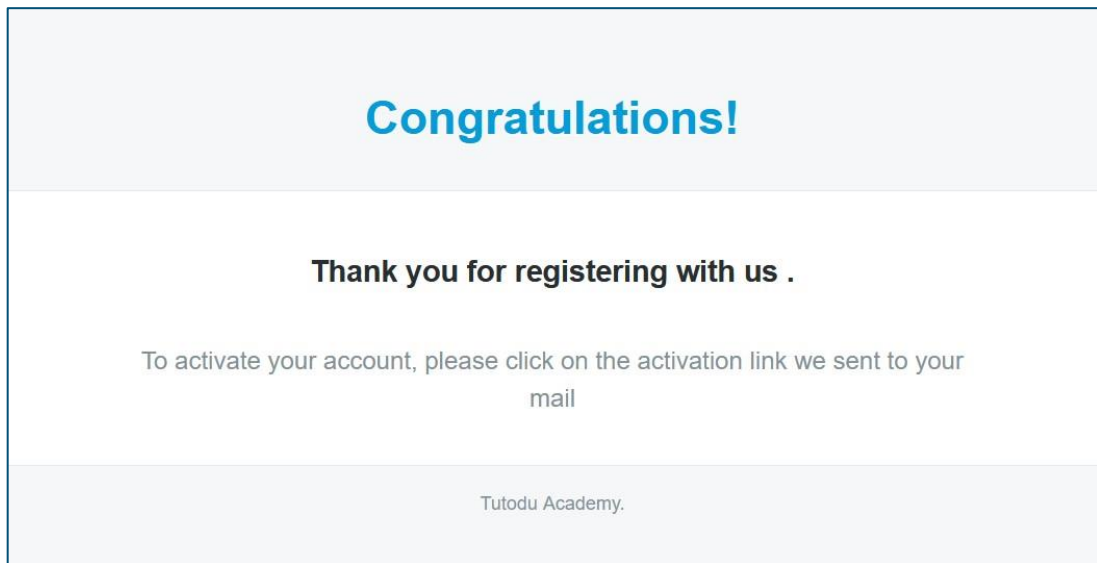 Congratulations!
Thank you for registering with us .
To activate your account, please click on the activation link we sent to your
mail
Tutodu Academy.